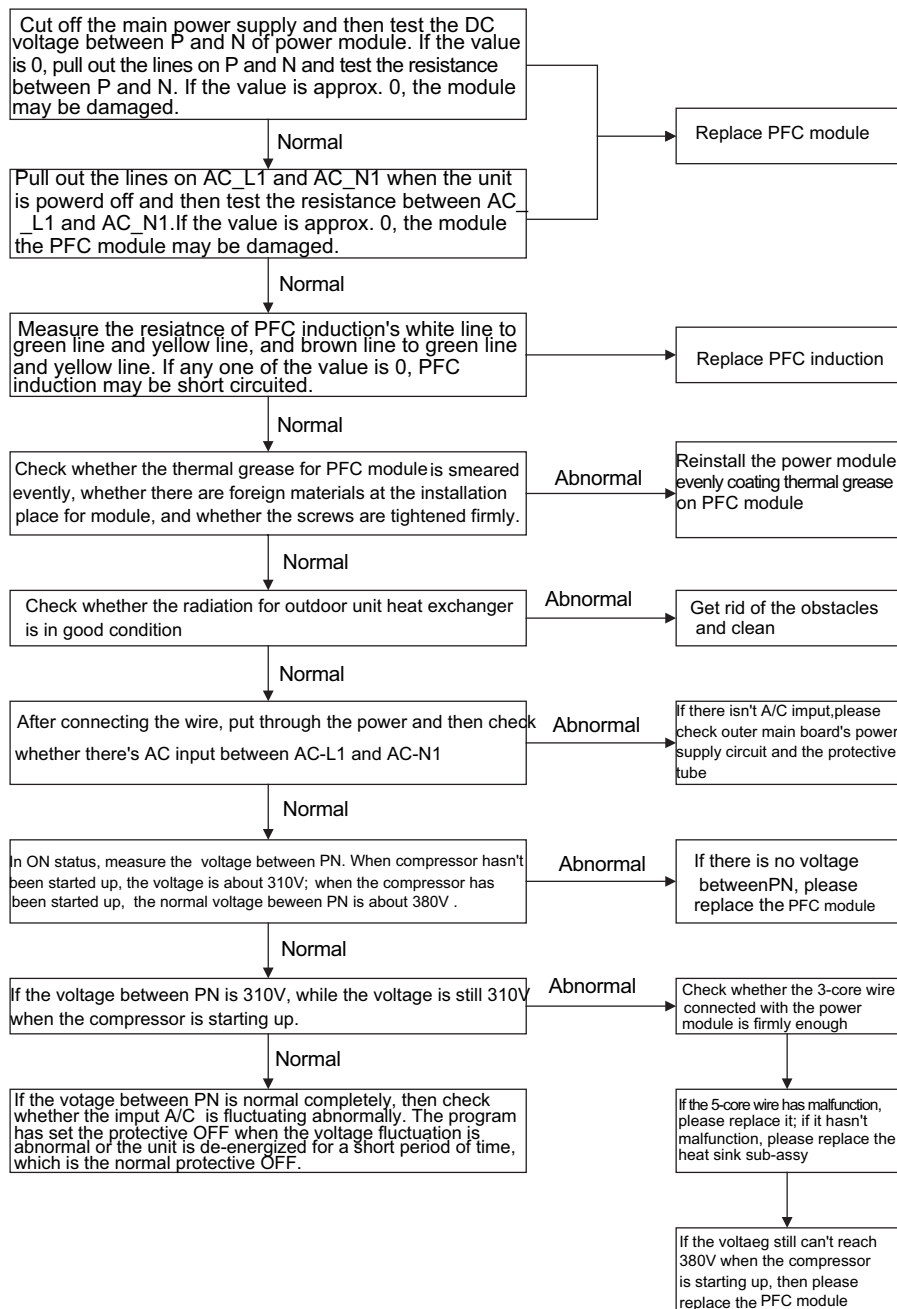 Cut off the main power supply and then test the DC
voltage between P and N of power module. If the value
is 0, pull out the lines on P and N and test the resistance
between P and N. If the value is approx. 0, the module
may be damaged.
Replace PFC module
Normal
Pull out the lines on AC_L1 and AC_N1 when the unit
is powerd off and then test the resistance between AC_
_L1 and AC_N1.If the value is approx. 0, the module
the PFC module may be damaged.
Normal
Measure the resiatnce of PFC induction's white line to
green line and yellow line, and brown line to green line
and yellow line. If any one of the value is 0, PFC
induction may be short circuited.
Replace PFC induction
Normal
Check whether the thermal grease for PFC module is smeared
evently, whether there are foreign materials at the installation
place for module, and whether the screws are tightened firmly.
Abnormal
Reinstall the power module
evenly coating thermal grease
on PFC module
Normal
Check whether the radiation for outdoor unit heat exchanger
is in good condition
Abnormal
Get rid of the obstacles
and clean
Normal
After connecting the wire, put through the power and then check
whether there's AC input between AC-L1 and AC-N1
Abnormal
If there isn't A/C imput,please
check outer main board's power
supply circuit and the protective
tube
Normal
In ON status, measure the voltage between PN. When compressor hasn't
been started up, the voltage is about 310V; when the compressor has
been started up, the normal voltage beween PN is about 380V .
Abnormal
If there is no voltage
betweenPN, please
replace the PFC module
Normal
If the voltage between PN is 310V, while the voltage is still 310V
when the compressor is starting up.
Abnormal
Check whether the 3-core wire
connected with the power
module is firmly enough
Normal
If the votage between PN is normal completely, then check
whether the imput A/C is fluctuating abnormally. The program
has set the protective OFF when the voltage fluctuation is
abnormal or the unit is de-energized for a short period of time,
which is the normal protective OFF.
If the 5-core wire has malfunction,
please replace it; if it hasn't
malfunction, please replace the
heat sink sub-assy
If the voltaeg still can't reach
380V when the compressor
is starting up, then please
replace the PFC module